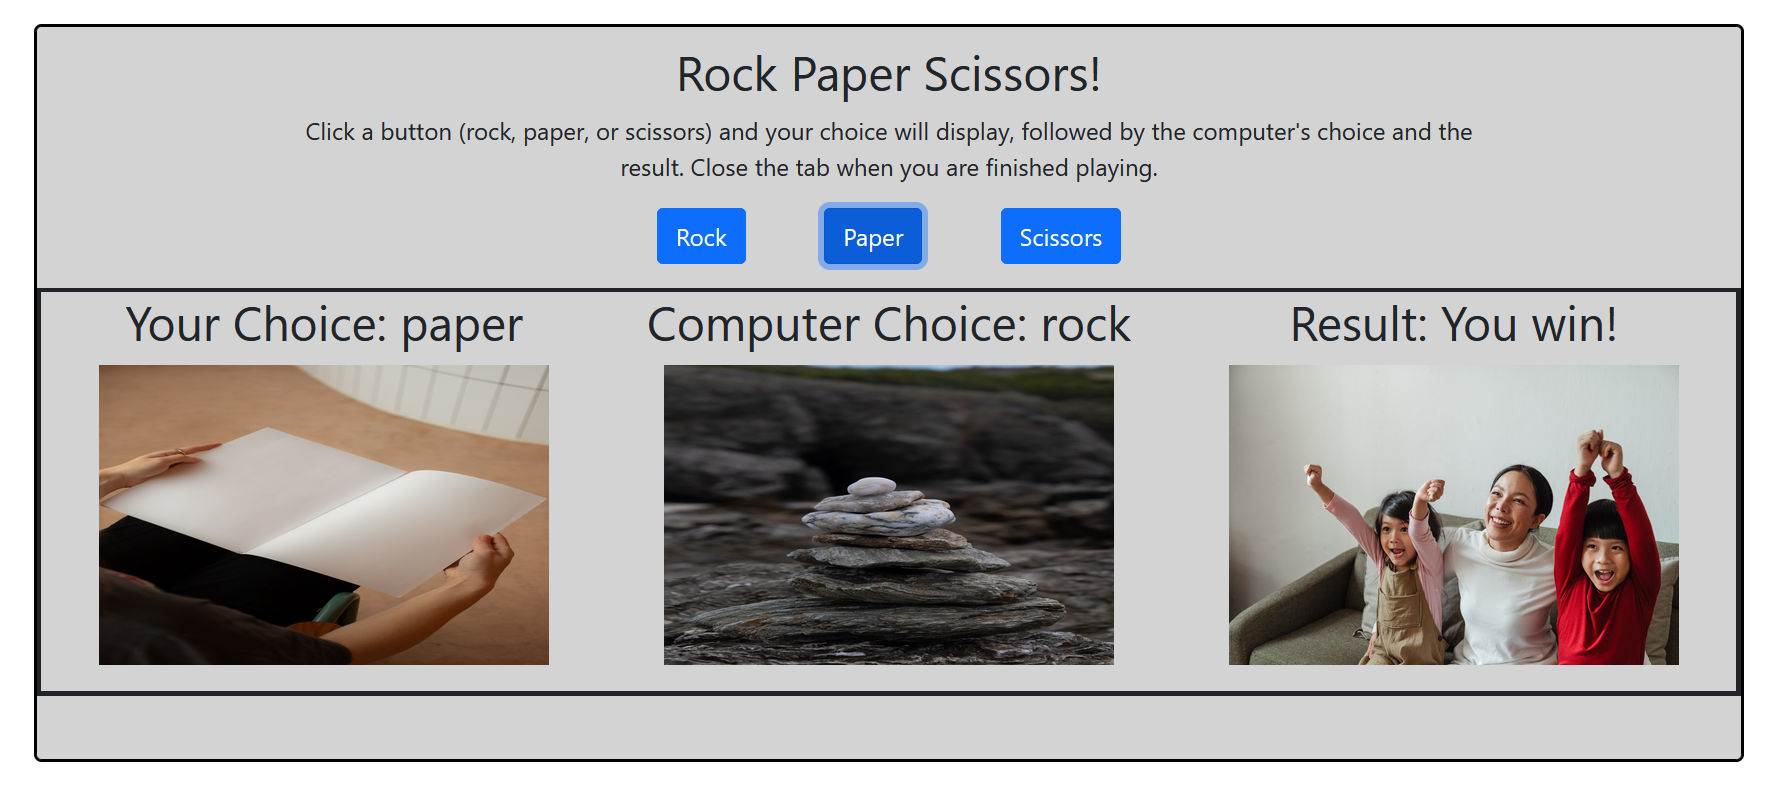 Rock Paper Scissors!
Click a button (rock, paper, or scissors) and your choice will display, followed by the computer's choice and the
result. Close the tab when you are finished playing.
Rock
Paper
Scissors
Your Choice: paper
Computer Choice: rock
Result: You win!